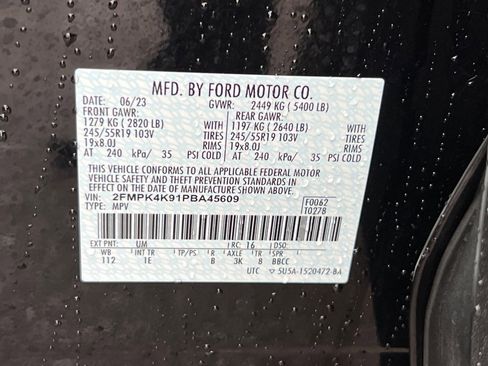 MFD. BY FORD MOTOR CO.
DATE: 06/23 GVWR: 2449 KG ( 5400 LB)
FRONT GAWR: REAR GAWR:
1279 KG ( 2820 LB) 1197 KG ( 2640 LB)
245/55R19 103V TIRES 245/55R19 103V TIRES
19x8.0J RIMS 19x8.0J RIMS
AT 240 kPa/ 35 PSI COLD AT 240 kPa/ 35 PSI COLD
THIS VEHICLE CONFORMS TO ALL APPLICABLE FEDERAL MOTOR
VEHICLE SAFETY AND THEFT PREVENTION STANDARDS IN
EFFECT ON THE DATE OF MANUFACTURE SHOWN ABOVE.
VIN: 2FMPK4K91PBA45609 F0062
TYPE: MPV T0278
EXT PNT: UM RC: 16 DSO:
WB INT TR TP/PS R AXLE TR SPR
112 1E B 3K 8 BBCC
UTC ▽ 5U5A-1520472-BA